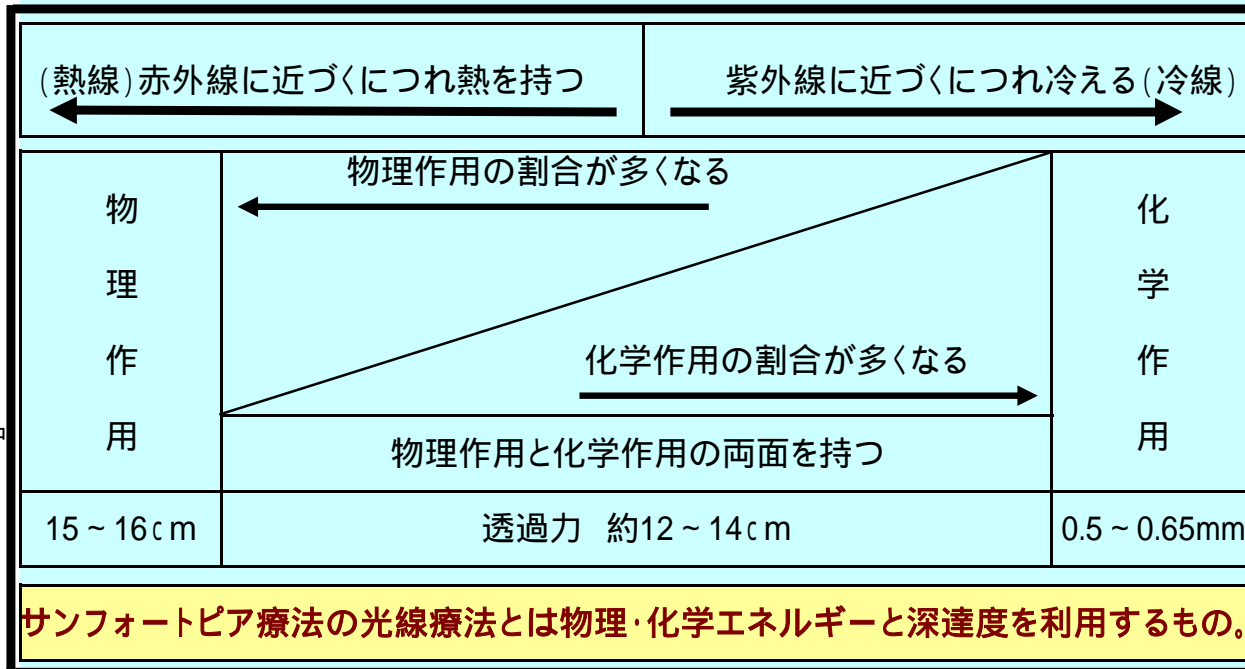 (熱線)赤外線に近づくにつれ熱を持つ
紫外線に近づくにつれ冷える(冷線)
物理作用
物理作用の割合が多くなる
化学作用の割合が多くなる
物理作用と化学作用の両面を持つ
化学作用
15~16cm
透過力 約12~14cm
0.5~0.65mm
サンフォートピア療法の光線療法とは物理・化学エネルギーと深達度を利用するもの。